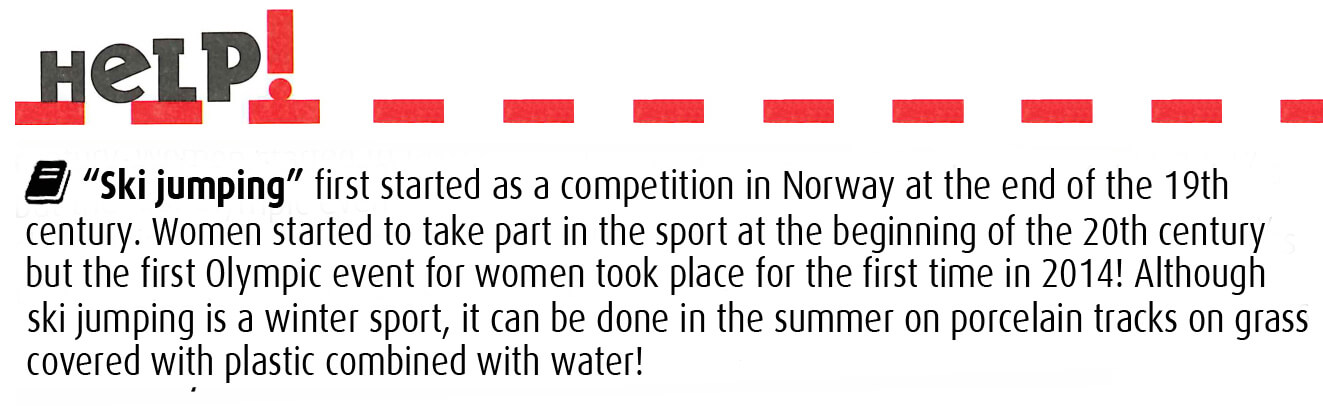 HeLP!
“Ski jumping” first started as a competition in Norway at the end of the 19th
century. Women started to take part in the sport at the beginning of the 20th century
but the first Olympic event for women took place for the first time in 2014! Although
ski jumping is a winter sport, it can be done in the summer on porcelain tracks on grass
covered with plastic combined with water!